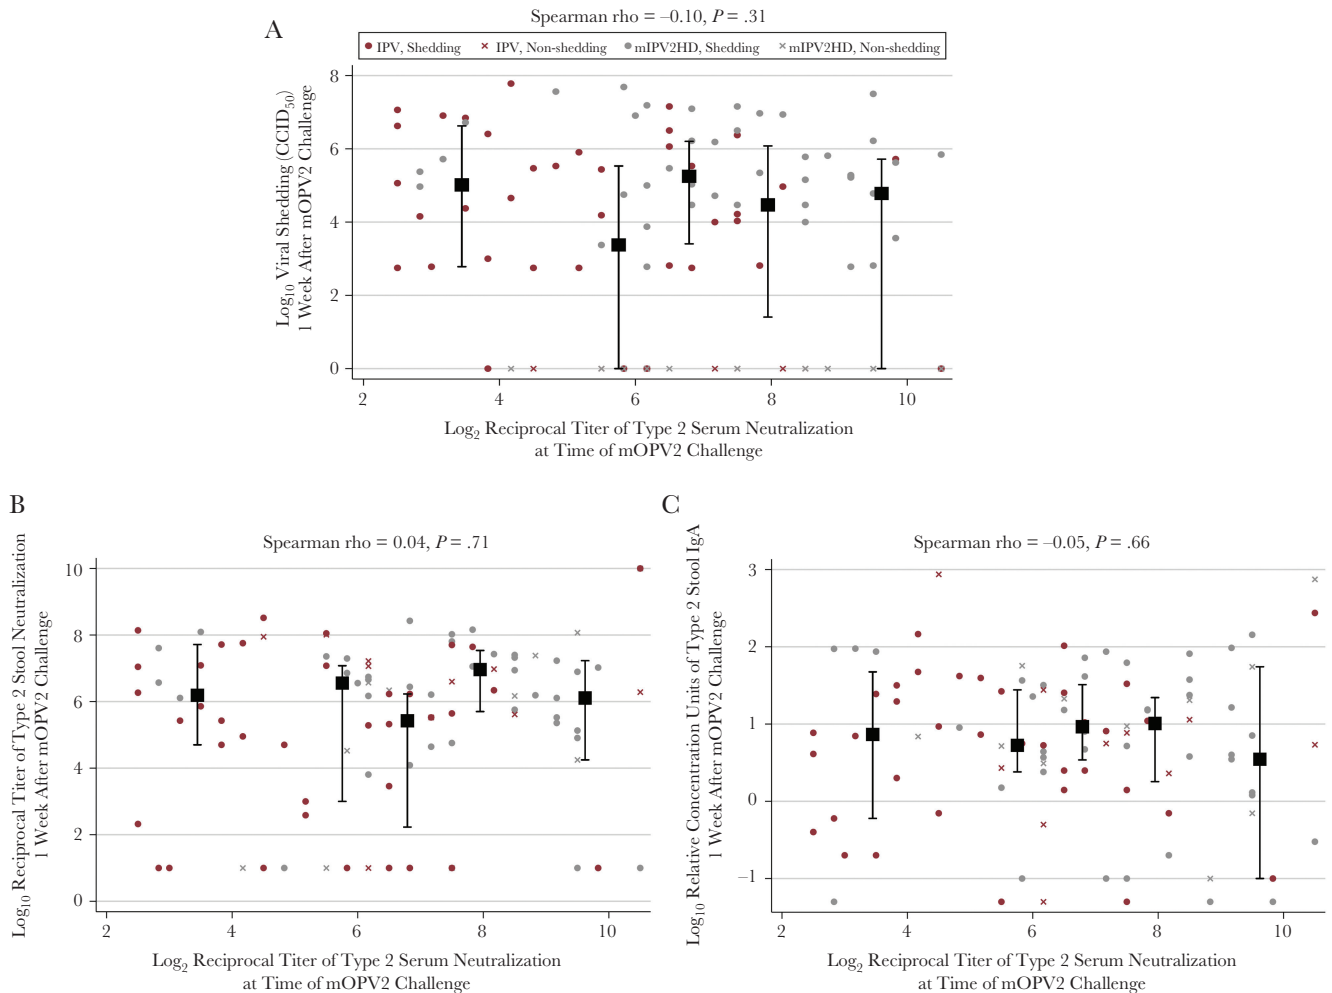 A
Spearman rho = –0.10, P = .31
IPV, Shedding × IPV, Non-shedding mIPV2HD, Shedding × mIPV2HD, Non-shedding
Log10 Viral Shedding (CCID50)
1 Week After mOPV2 Challenge
8
6
4
2
0
2 4 6 8 10
Log2 Reciprocal Titer of Type 2 Serum Neutralization
at Time of mOPV2 Challenge
B
Spearman rho = 0.04, P = .71
Log10 Reciprocal Titer of Type 2 Stool Neutralization
1 Week After mOPV2 Challenge
10
8
6
4
2
0
2 4 6 8 10
Log2 Reciprocal Titer of Type 2 Serum Neutralization
at Time of mOPV2 Challenge
C
Spearman rho = –0.05, P = .66
Log10 Relative Concentration Units of Type 2 Stool IgA
1 Week After mOPV2 Challenge
3
2
1
0
–1
2 4 6 8 10
Log2 Reciprocal Titer of Type 2 Serum Neutralization
at Time of mOPV2 Challenge